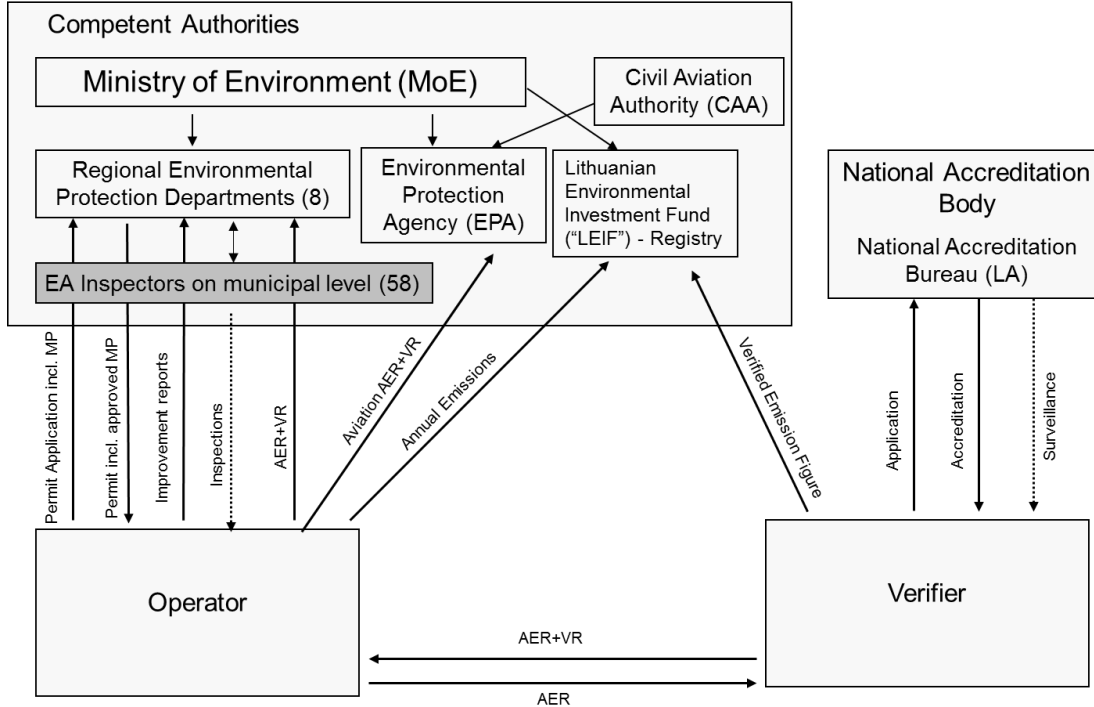 Competent Authorities
Ministry of Environment (MoE)
Civil Aviation
Authority (CAA)
Regional Environmental
Protection Departments (8)
Environmental
Protection
Agency (EPA)
Lithuanian
Environmental
Investment Fund
(“LEIF”) - Registry
National Accreditation
Body
National Accreditation
Bureau (LA)
EA Inspectors on municipal level (58)
Permit Application incl. MP
Permit incl. approved MP
Improvement reports
Inspections
AER+VR
Aviation AER+VR
Annual Emissions
Verified Emission Figure
Application
Accreditation
Surveillance
Operator
Verifier
AER+VR
AER